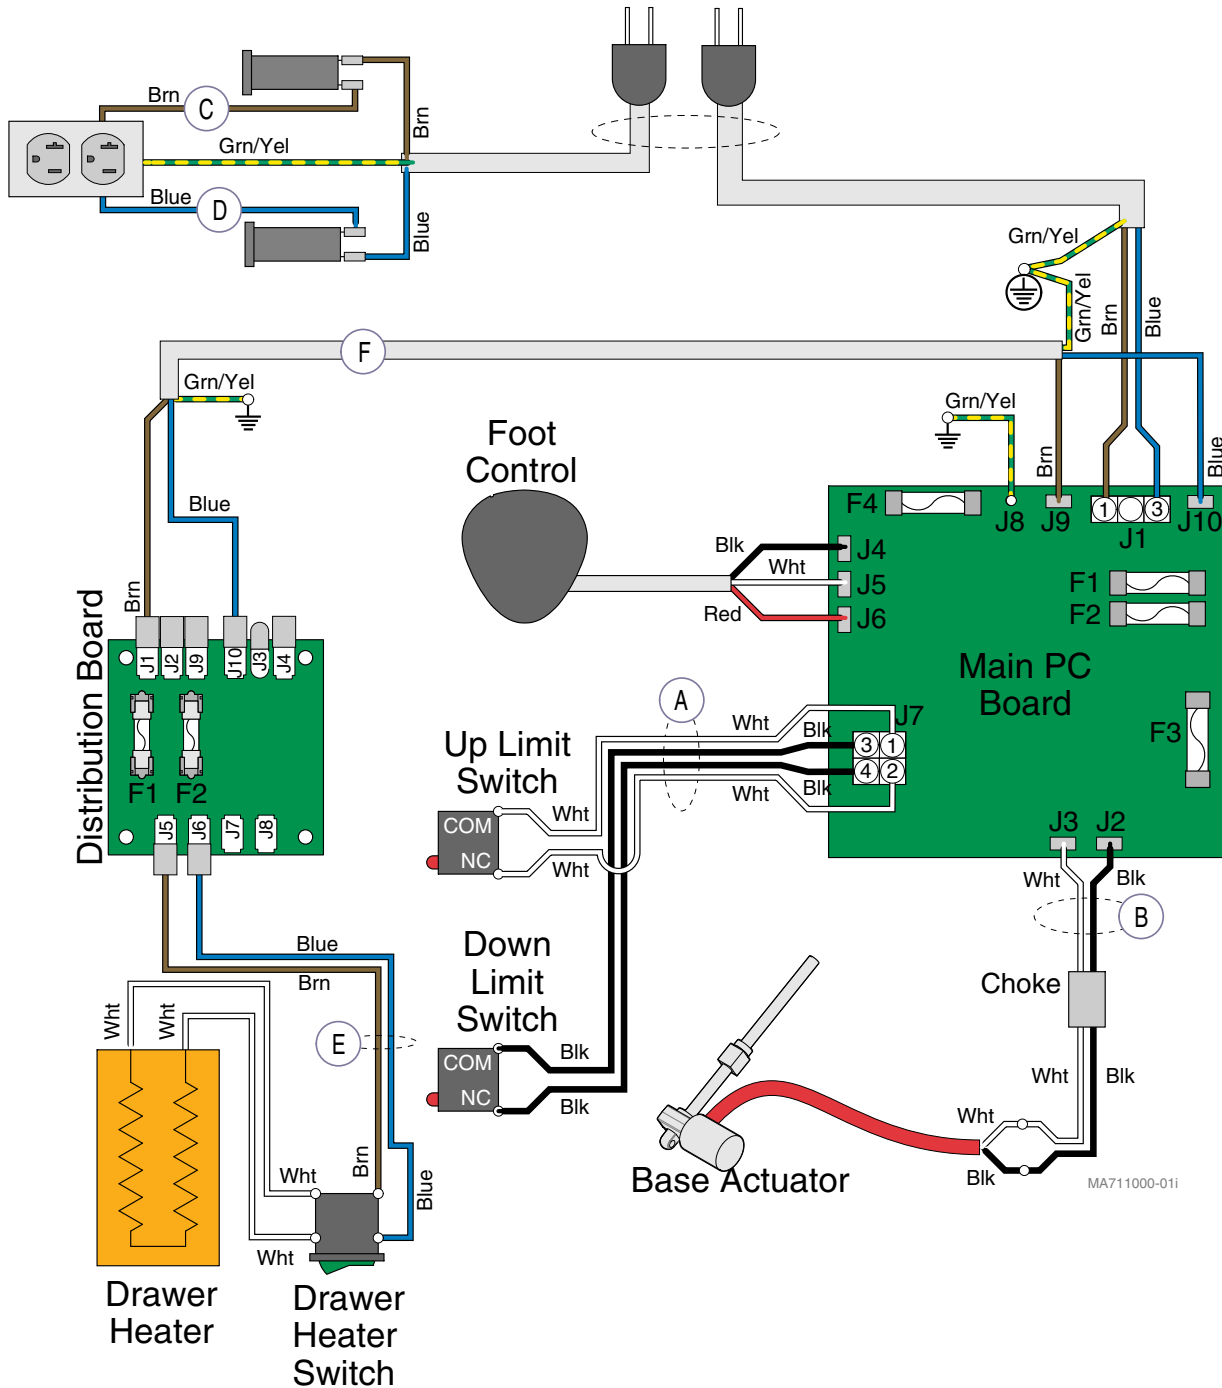 Brn
C
Brn
Grn/Yel
Blue
D
Blue
Grn/Yel
Grn/Yel
Brn
Blue
F
Grn/Yel
Grn/Yel
Foot
Control
Brn
Blue
Blue
F4
J8
J9
1
3
J1
J10
Blk
J4
Wht
J5
Red
J6
F1
F2
Brn
Distribution Board
J1
J2
J9
J10
J3
J4
Main PC
Board
F1
F2
J5
J6
J7
J8
A
Wht
J7
Blk
3
1
4
2
Blk
Wht
F3
Up Limit
Switch
COM
NC
Wht
Wht
J3
J2
Wht
Blk
B
Blue
Brn
Down
Limit
Switch
Choke
Wht
Wht
E
COM
NC
Blk
Blk
Wht
Blk
Wht
Blk
Base Actuator
MA711000-01i
Brn
Blue
Wht
Wht
Drawer
Heater
Drawer
Heater
Switch